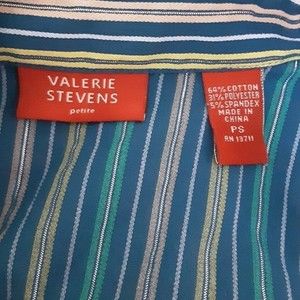 VALERIE
STEVENS
petite
64% COTTON
31% POLYESTER
5% SPANDEX
MADE IN
CHINA
PS
RN 13711